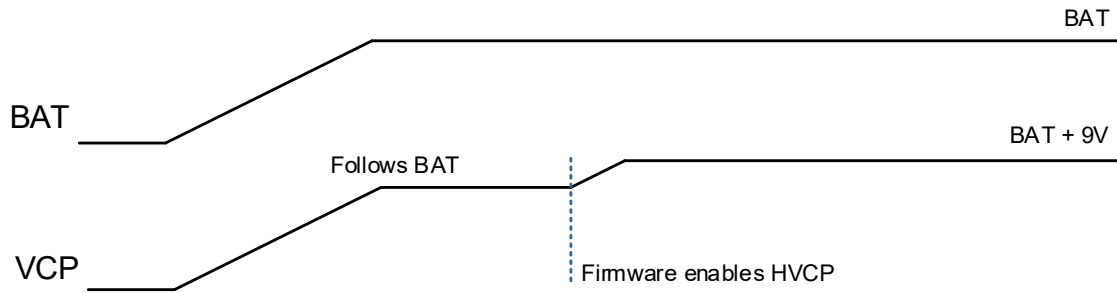 BAT
BAT
BAT + 9V
Follows BAT
VCP
Firmware enables HVCP